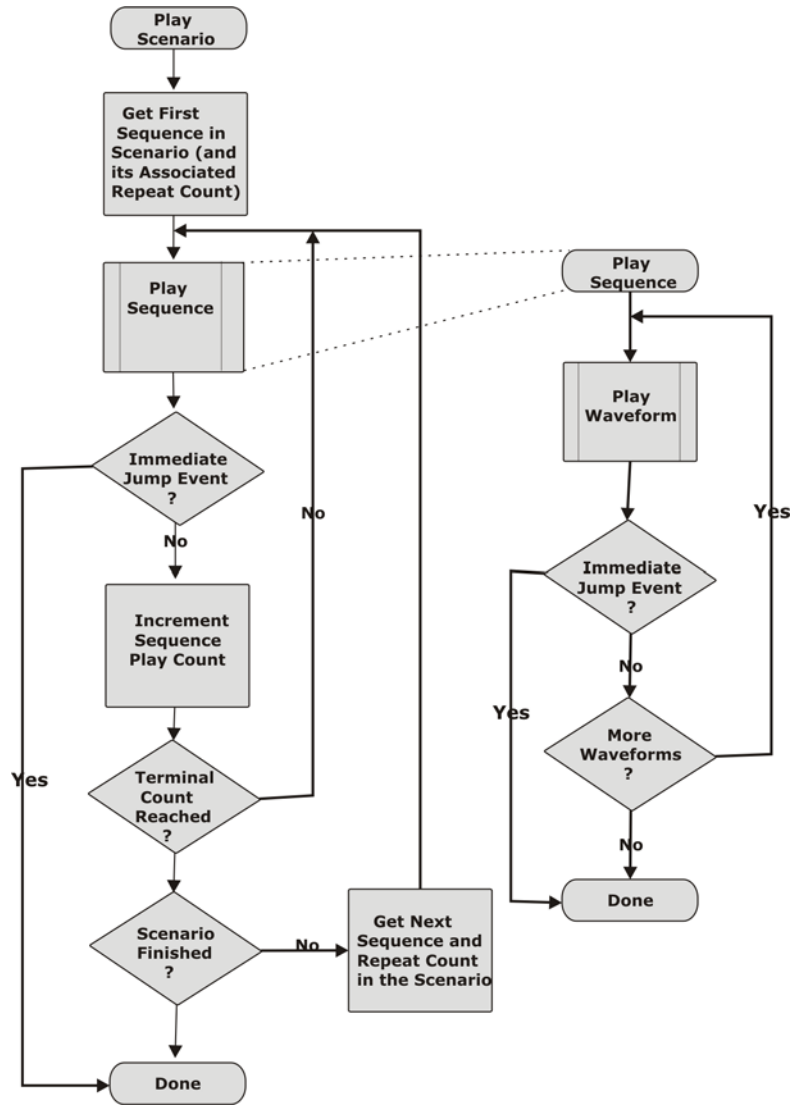 Play
Scenario
Get First
Sequence in
Scenario (and
its Associated
Repeat Count)
Play
Sequence
Immediate
Jump Event
?
No
Increment
Sequence
Play Count
Yes
Terminal
Count
Reached
?
No
Scenario
Finished
?
No
Get Next
Sequence and
Repeat Count
in the Scenario
Done
Play
Sequence
Play
Waveform
Yes
Immediate
Jump Event
?
No
Yes
More
Waveforms
?
No
Done